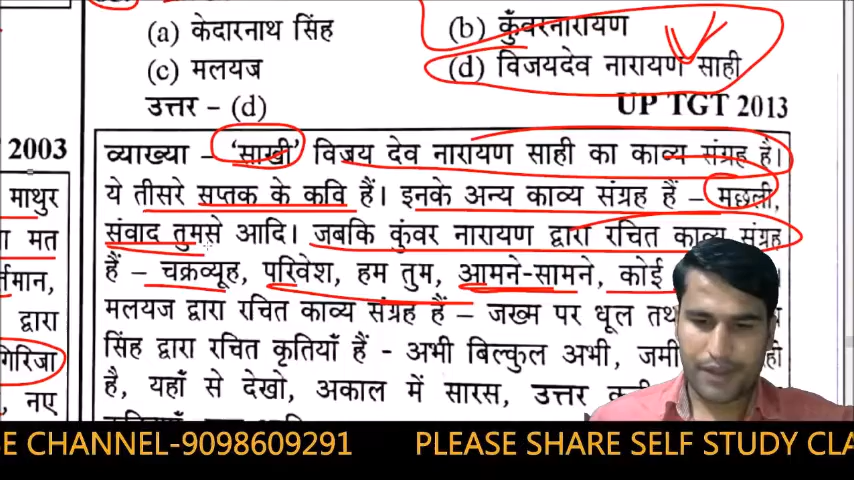 (a) केदारनाथ सिंह
(b) कुँवरनारायण
(c) मलयज
(d) विजयदेव नारायण साही
उत्तर – (d)
UP TGT 2013
2003
व्याख्या – 'साखी' विजय देव नारायण साही का काव्य संग्रह है।
माथुर
ये तीसरे सप्तक के कवि हैं। इनके अन्य काव्य संग्रह हैं – मछली,
मत
संवाद तुमसे आदि। जबकि कुंवर नारायण द्वारा रचित काव्य संग्रह
हैं – चक्रव्यूह, परिवेश, हम तुम, आमने-सामने, कोई
मलयज द्वारा रचित काव्य संग्रह हैं – जख्म पर धूल
द्वारा
सिंह द्वारा रचित कृतियाँ हैं - अभी बिल्कुल अभी,
है, यहाँ से देखो, अकाल में सारस, उत्तर
नए
CHANNEL-9098609291 PLEASE SHARE SELF STUDY